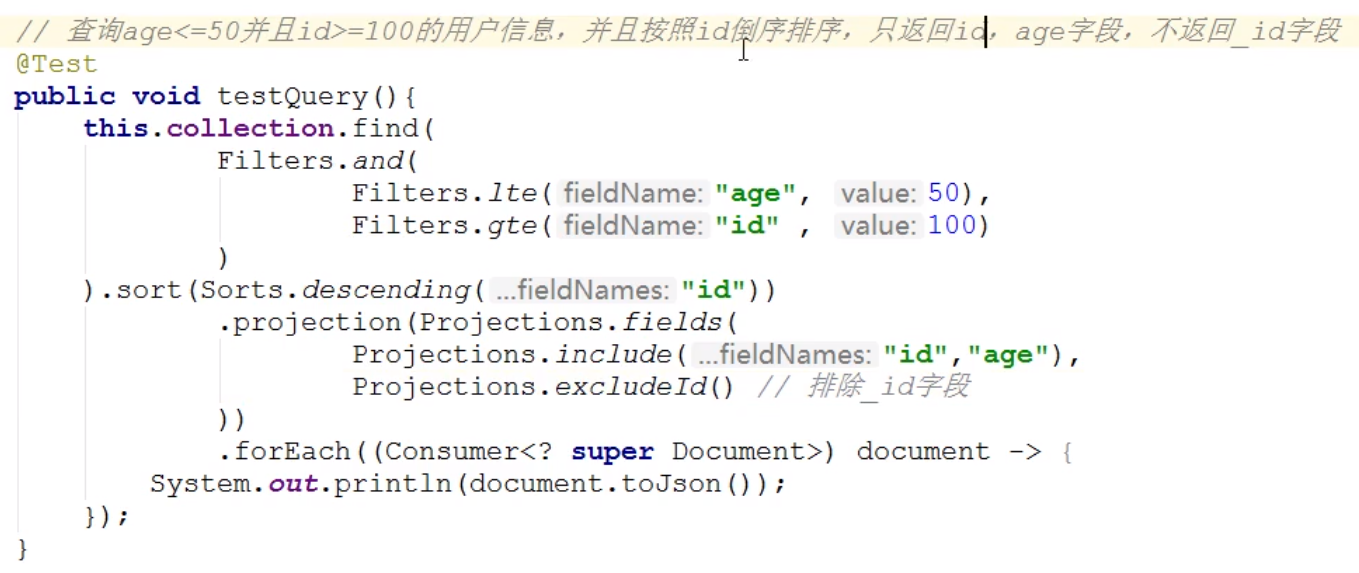 // 查询age<=50并且id>=100的用户信息，并且按照id倒序排序，只返回id，age字段，不返回_id字段
@Test
public void testQuery(){
this.collection.find(
Filters.and(
Filters.lte( fieldName: "age", value: 50),
Filters.gte( fieldName: "id" , value: 100)
)
).sort(Sorts.descending( ...fieldNames: "id"))
.projection(Projections.fields(
Projections.include( ...fieldNames: "id","age"),
Projections.excludeId() // 排除_id字段
))
.forEach((Consumer<? super Document>) document -> {
System.out.println(document.toJson());
});
}